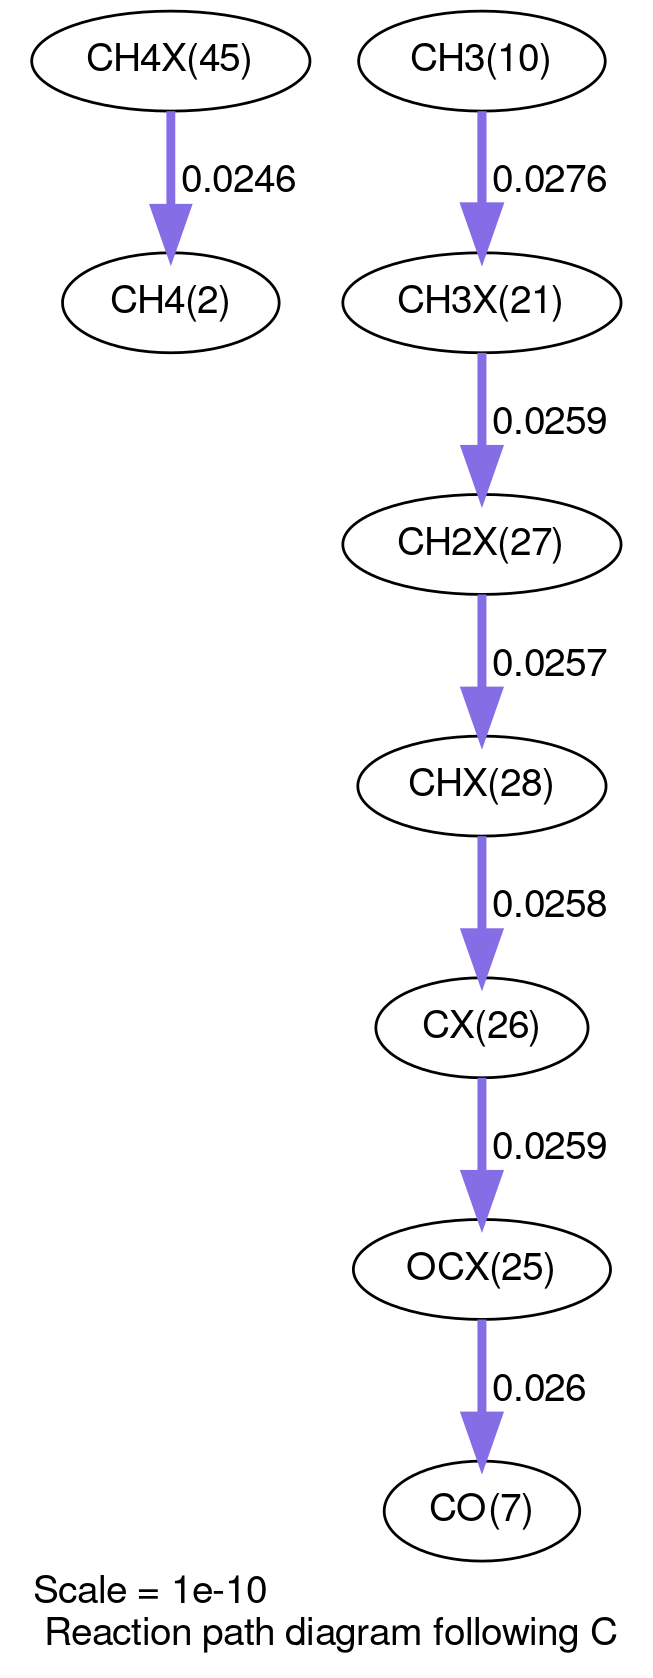 CH4X(45) CH3(10)
0.0246 0.0276
CH4(2) CH3X(21)
0.0259
CH2X(27)
0.0257
CHX(28)
0.0258
CX(26)
0.0259
OCX(25)
0.026
CO(7)
Scale = 1e-10
Reaction path diagram following C